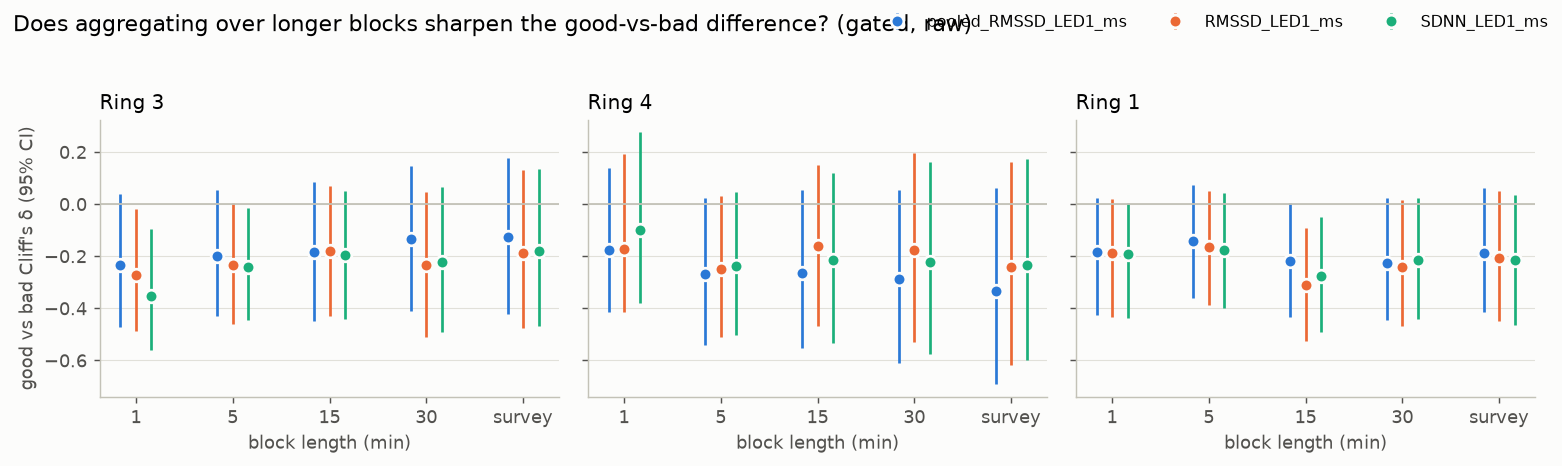 Does aggregating over longer blocks sharpen the good-vs-bad difference? (gated, raw)
pooled_RMSSD_LED1_ms RMSSD_LED1_ms SDNN_LED1_ms
Ring 3 Ring 4 Ring 1
good vs bad Cliff's δ (95% CI)
0.2
0.0
−0.2
−0.4
−0.6
1 5 15 30 survey 1 5 15 30 survey 1 5 15 30 survey
block length (min) block length (min) block length (min)